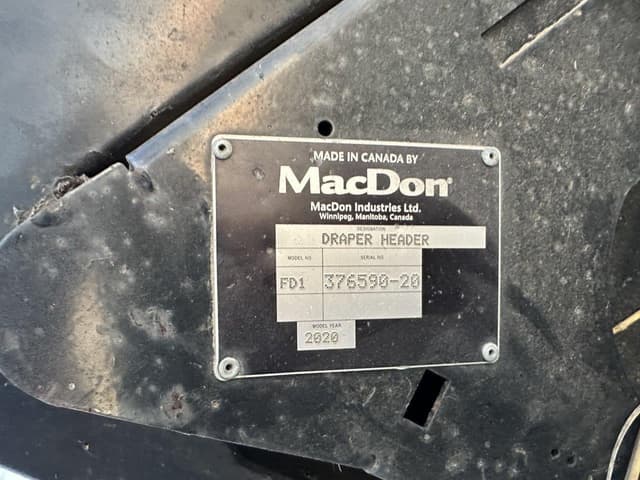 MADE IN CANADA BY
MacDon®
MacDon Industries Ltd.
Winnipeg, Manitoba, Canada
DESIGNATION
DRAPER HEADER
MODEL NO SERIAL NO
FD1 376590-20
MODEL YEAR
2020